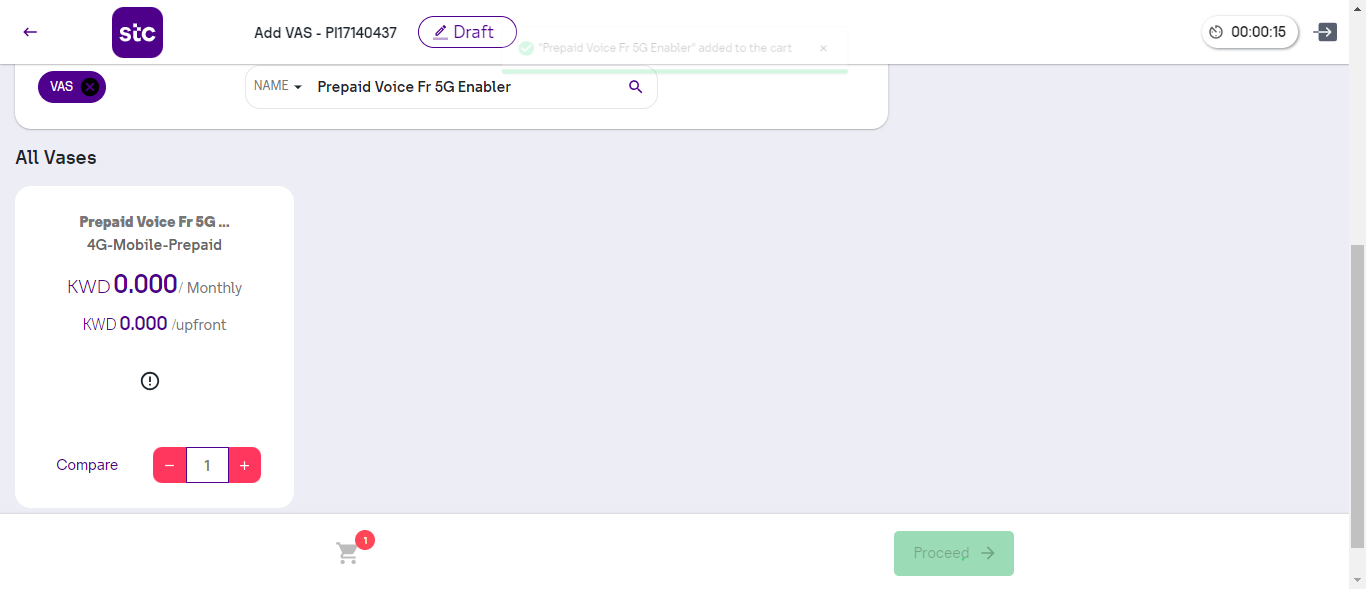 stc
Add VAS - PI17140437
Draft
"Prepaid Voice Fr 5G Enabler" added to the cart
×
00:00:15
VAS
NAME
Prepaid Voice Fr 5G Enabler
All Vases
Prepaid Voice Fr 5G ...
4G-Mobile-Prepaid
KWD 0.000/ Monthly
KWD 0.000 /upfront
Compare
− 1 +
1
Proceed